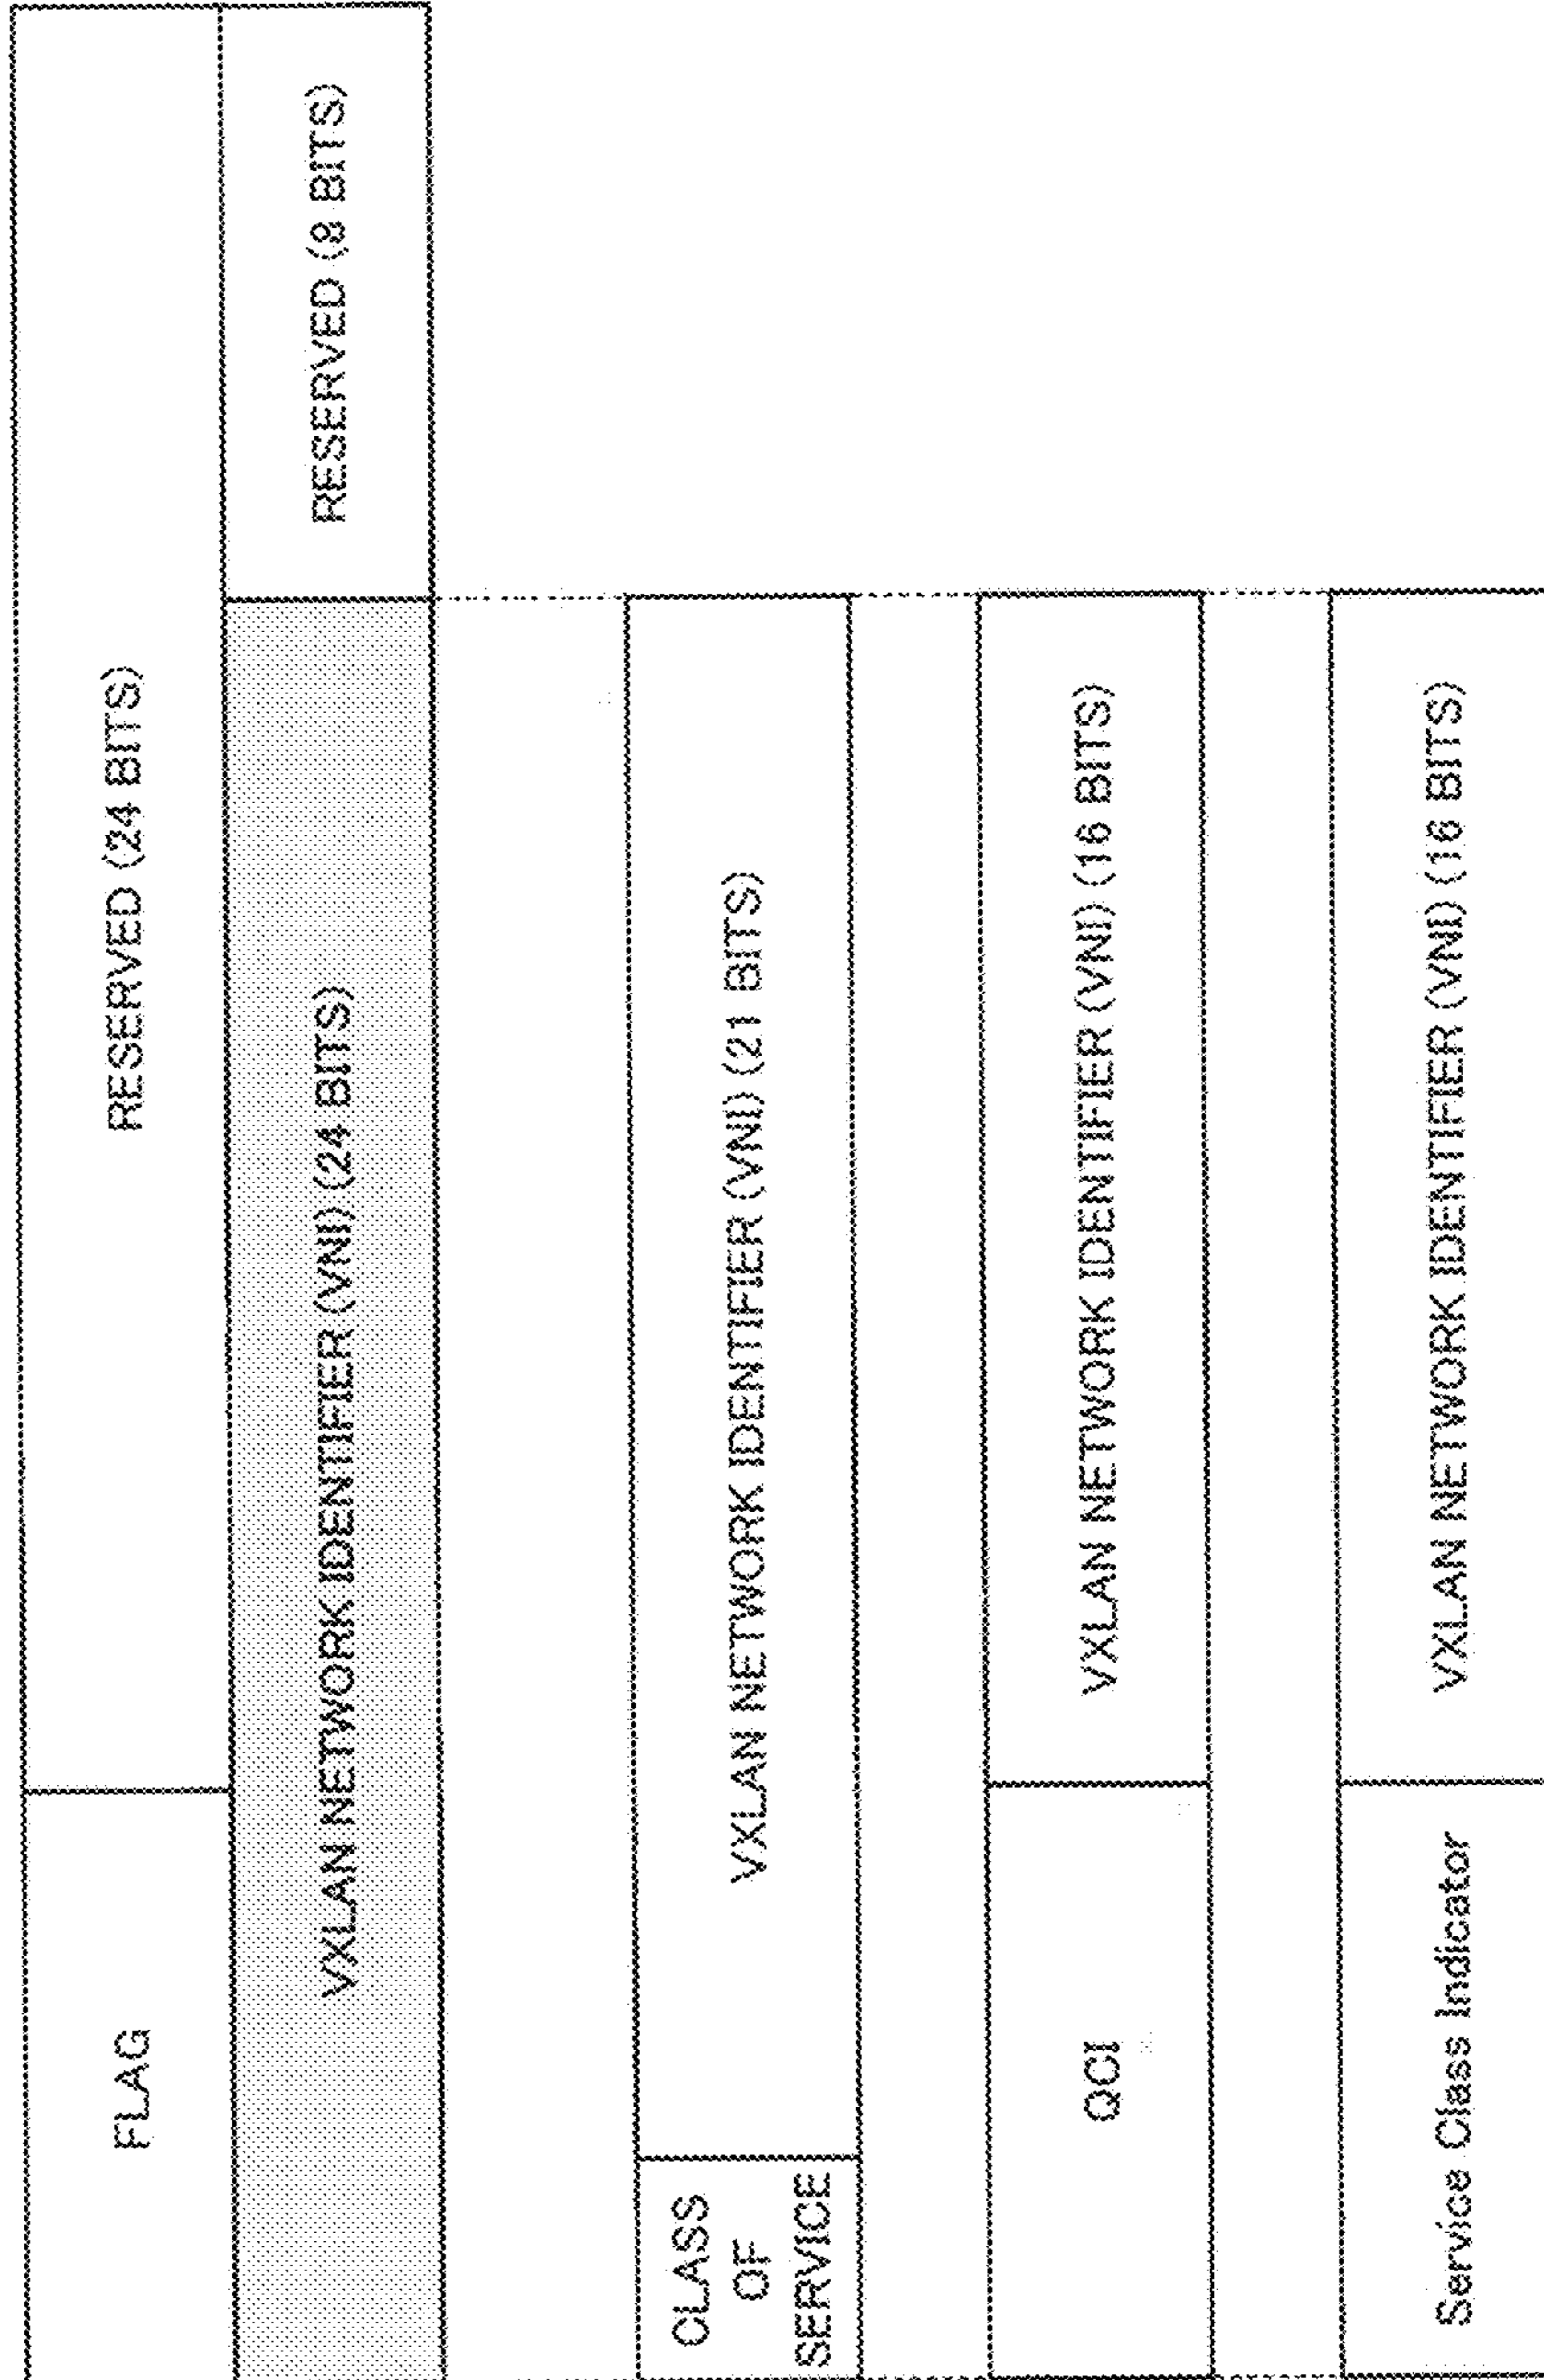 FLAG
RESERVED (24 BITS)
VXLAN NETWORK IDENTIFIER (VNI) (24 BITS)
RESERVED (8 BITS)
CLASS
OF
SERVICE
VXLAN NETWORK IDENTIFIER (VNI) (21 BITS)
QCI
VXLAN NETWORK IDENTIFIER (VNI) (16 BITS)
Service Class Indicator
VXLAN NETWORK IDENTIFIER (VNI) (16 BITS)